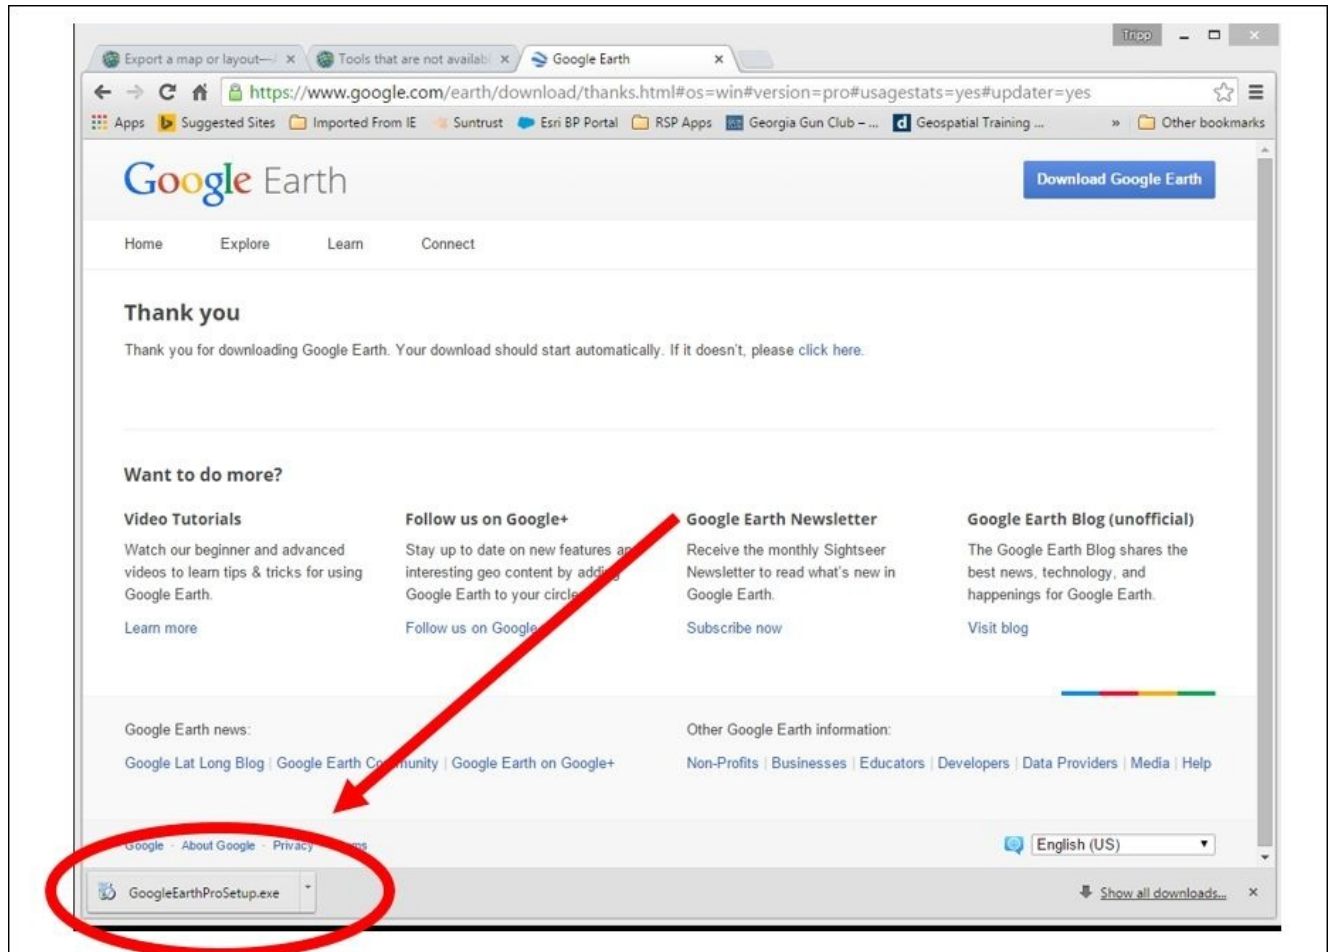 Tripp
Export a map or layout—
Tools that are not availabl
Google Earth
https://www.google.com/earth/download/thanks.html#os=win#version=pro#usagestats=yes#updater=yes
Apps Suggested Sites Imported From IE Suntrust Esri BP Portal RSP Apps Georgia Gun Club – ... Geospatial Training ... » Other bookmarks
Google Earth
Download Google Earth
Home Explore Learn Connect
Thank you
Thank you for downloading Google Earth. Your download should start automatically. If it doesn't, please click here.
Want to do more?
Video Tutorials
Watch our beginner and advanced
videos to learn tips & tricks for using
Google Earth.
Learn more
Follow us on Google+
Stay up to date on new features an
interesting geo content by adding
Google Earth to your circle
Follow us on Google
Google Earth Newsletter
Receive the monthly Sightseer
Newsletter to read what's new in
Google Earth.
Subscribe now
Google Earth Blog (unofficial)
The Google Earth Blog shares the
best news, technology, and
happenings for Google Earth.
Visit blog
Google Earth news:
Google Lat Long Blog | Google Earth Community | Google Earth on Google+
Other Google Earth information:
Non-Profits | Businesses | Educators | Developers | Data Providers | Media | Help
Google - About Google - Privacy
English (US)
GoogleEarthProSetup.exe
Show all downloads...